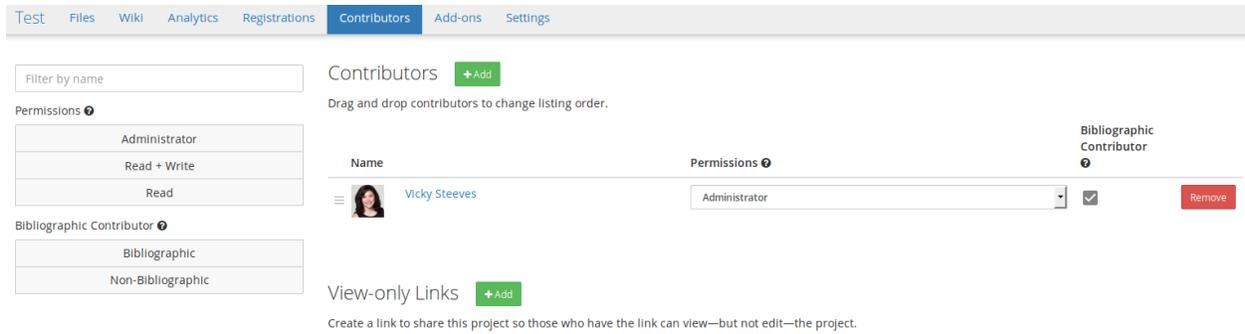 Test Files Wiki Analytics Registrations Contributors Add-ons Settings
Filter by name
Permissions ?
Administrator
Read + Write
Read
Bibliographic Contributor ?
Bibliographic
Non-Bibliographic
Contributors + Add
Drag and drop contributors to change listing order.
Name Permissions ? Bibliographic
Contributor
?
Vicky Steeves Administrator Remove
View-only Links + Add
Create a link to share this project so those who have the link can view—but not edit—the project.